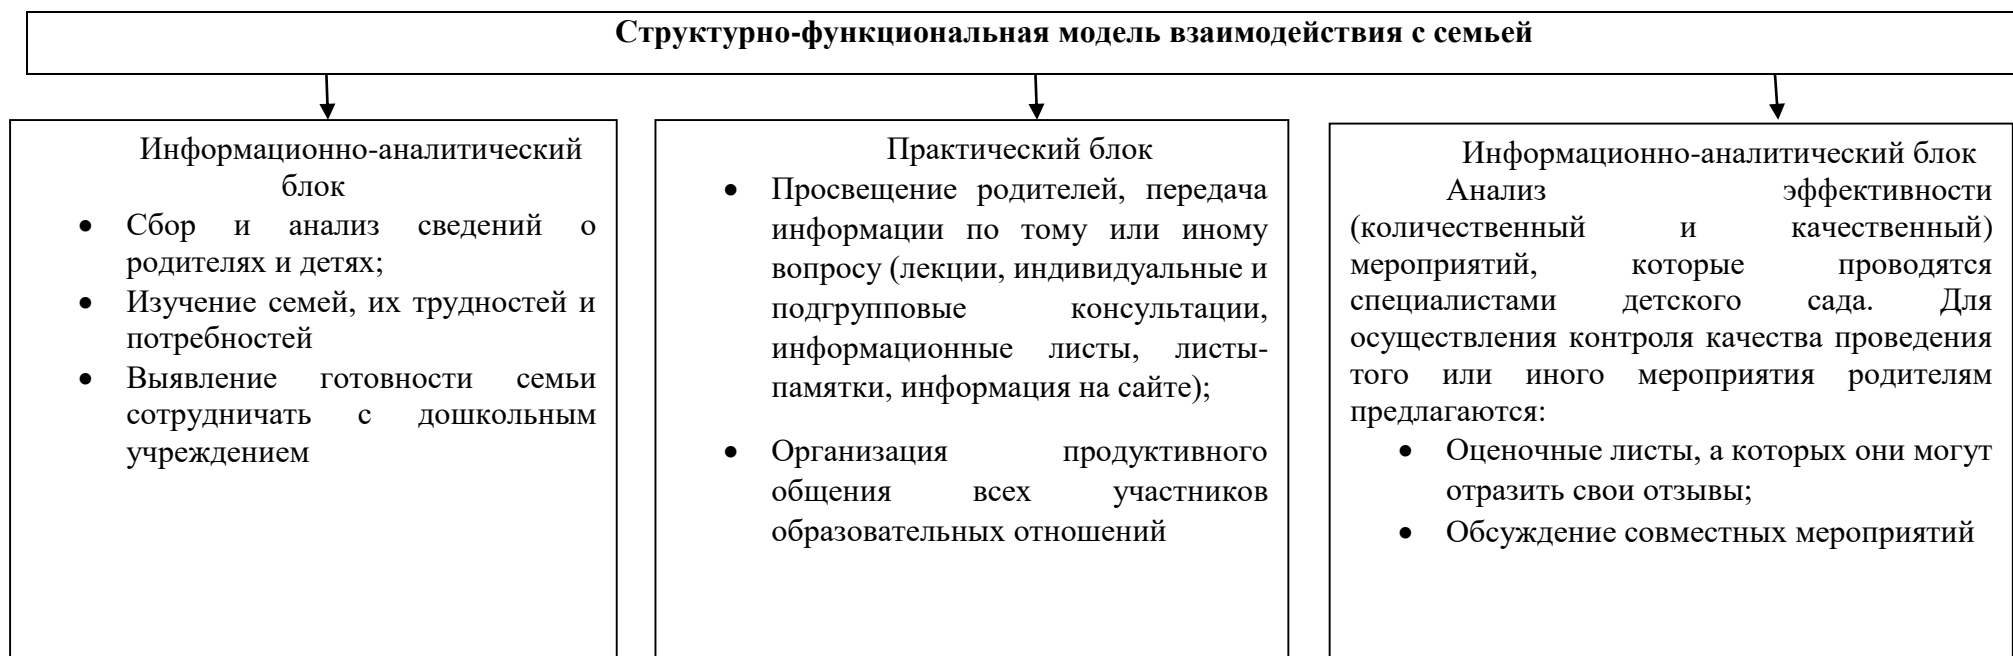 Структурно-функциональная модель взаимодействия с семьей
Информационно-аналитический
блок
• Сбор и анализ сведений о
родителях и детях;
• Изучение семей, их трудностей и
потребностей
• Выявление готовности семьи
сотрудничать с дошкольным
учреждением
Практический блок
• Просвещение родителей, передача
информации по тому или иному
вопросу (лекции, индивидуальные и
подгрупповые консультации,
информационные листы, листы-
памятки, информация на сайте);
• Организация продуктивного
общения всех участников
образовательных отношений
Информационно-аналитический блок
Анализ эффективности
(количественный и качественный)
мероприятий, которые проводятся
специалистами детского сада. Для
осуществления контроля качества проведения
того или иного мероприятия родителям
предлагаются:
• Оценочные листы, а которых они могут
отразить свои отзывы;
• Обсуждение совместных мероприятий